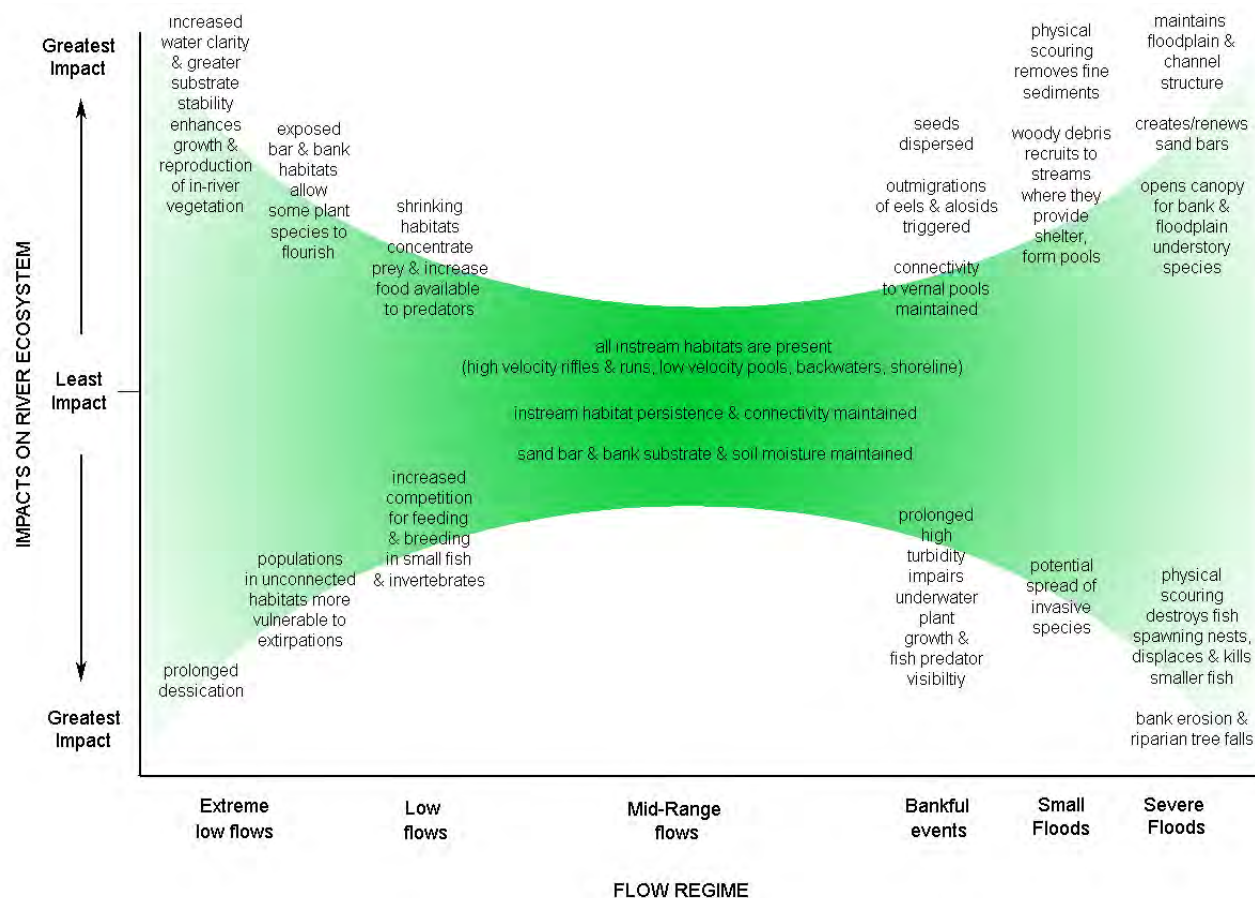 Greatest
Impact
Least
Impact
Greatest
Impact
IMPACTS ON RIVER ECOSYSTEM
increased
water clarity
& greater
substrate
stability
enhances
growth &
reproduction
of in-river
vegetation
exposed
bar & bank
habitats
allow
some plant
species to
flourish
shrinking
habitats
concentrate
prey & increase
food available
to predators
seeds
dispersed
outmigrations
of eels & alosids
triggered
connectivity
to vernal pools
maintained
physical
scouring
removes fine
sediments
woody debris
recruits to
streams
where they
provide
shelter,
form pools
maintains
floodplain &
channel
structure
creates/renews
sand bars
opens canopy
for bank &
floodplain
understory
species
all instream habitats are present
(high velocity riffles & runs, low velocity pools, backwaters, shoreline)
instream habitat persistence & connectivity maintained
sand bar & bank substrate & soil moisture maintained
prolonged
dessication
populations
in unconnected
habitats more
vulnerable to
extirpations
increased
competition
for feeding
& breeding
in small fish
& invertebrates
prolonged
high
turbidity
impairs
underwater
plant
growth &
fish predator
visibiltiy
potential
spread of
invasive
species
physical
scouring
destroys fish
spawning nests,
displaces & kills
smaller fish
bank erosion &
riparian tree falls
Extreme
low flows
Low
flows
Mid-Range
flows
Bankful
events
Small
Floods
Severe
Floods
FLOW REGIME